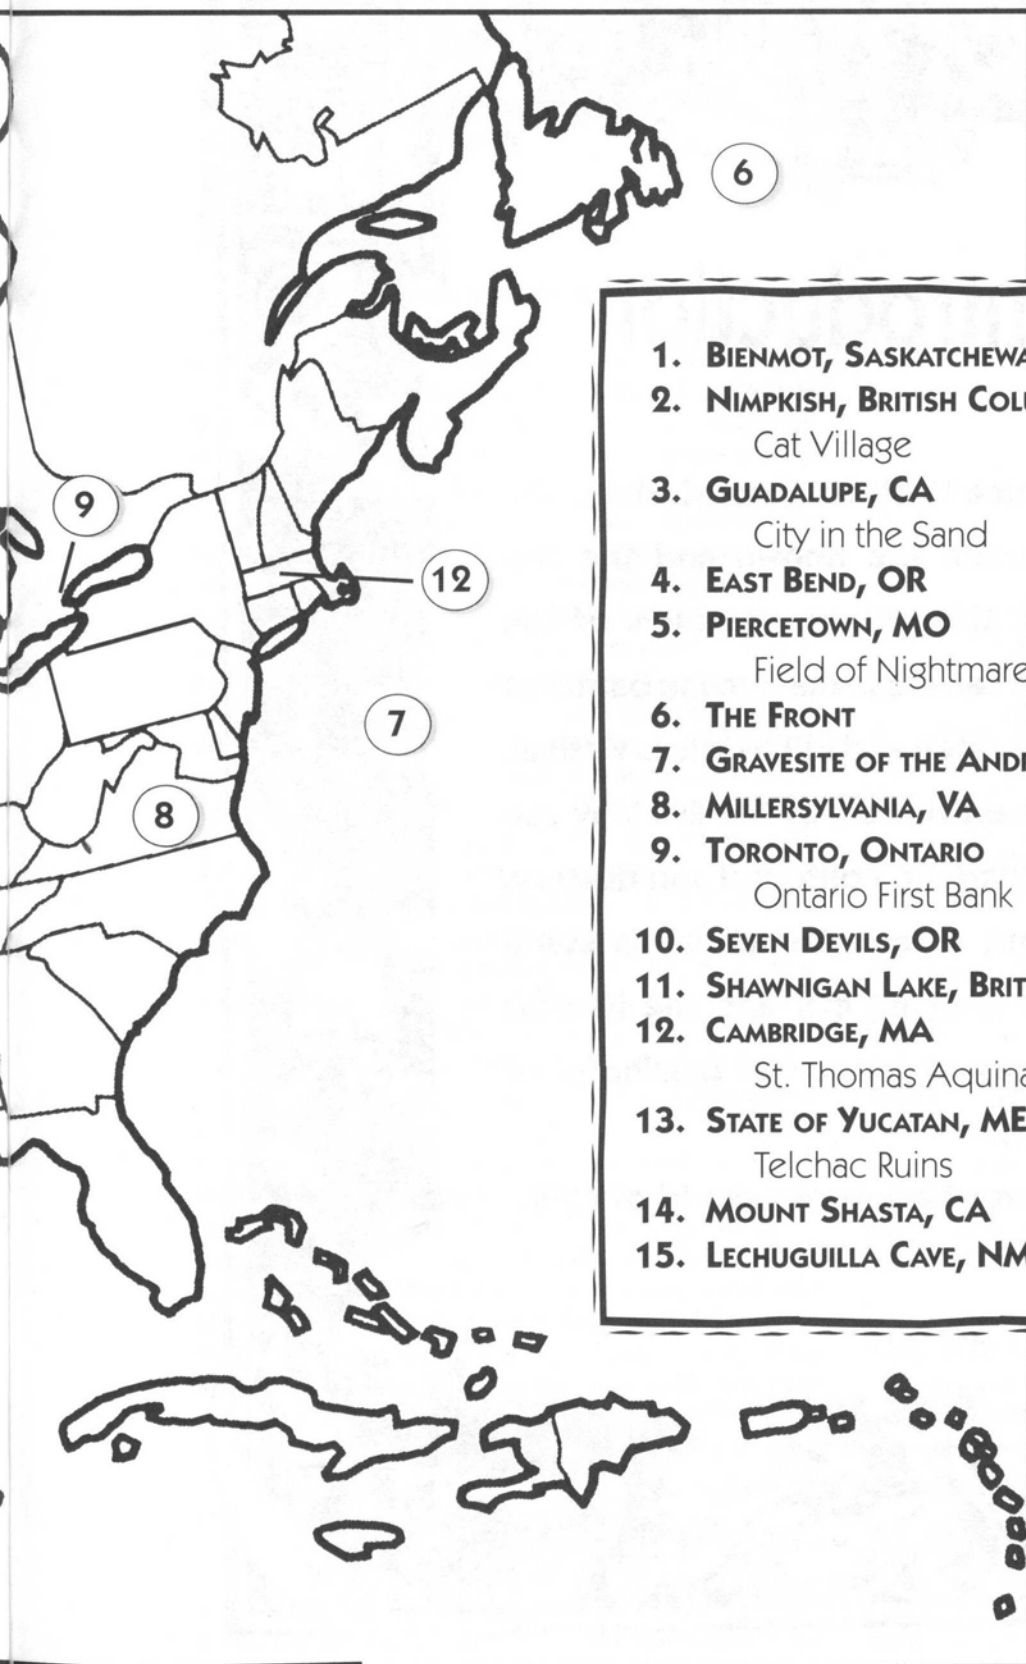 6
9
12
7
8
1. BIENMOT, SASKATCHEWA
2. NIMPKISH, BRITISH COL
Cat Village
3. GUADALUPE, CA
City in the Sand
4. EAST BEND, OR
5. PIERCETOWN, MO
Field of Nightmare
6. THE FRONT
7. GRAVESITE OF THE AND
8. MILLERSYLVANIA, VA
9. TORONTO, ONTARIO
Ontario First Bank
10. SEVEN DEVILS, OR
11. SHAWNIGAN LAKE, BRIT
12. CAMBRIDGE, MA
St. Thomas Aquina
13. STATE OF YUCATAN, ME
Telchac Ruins
14. MOUNT SHASTA, CA
15. LECHUGUILLA CAVE, NM